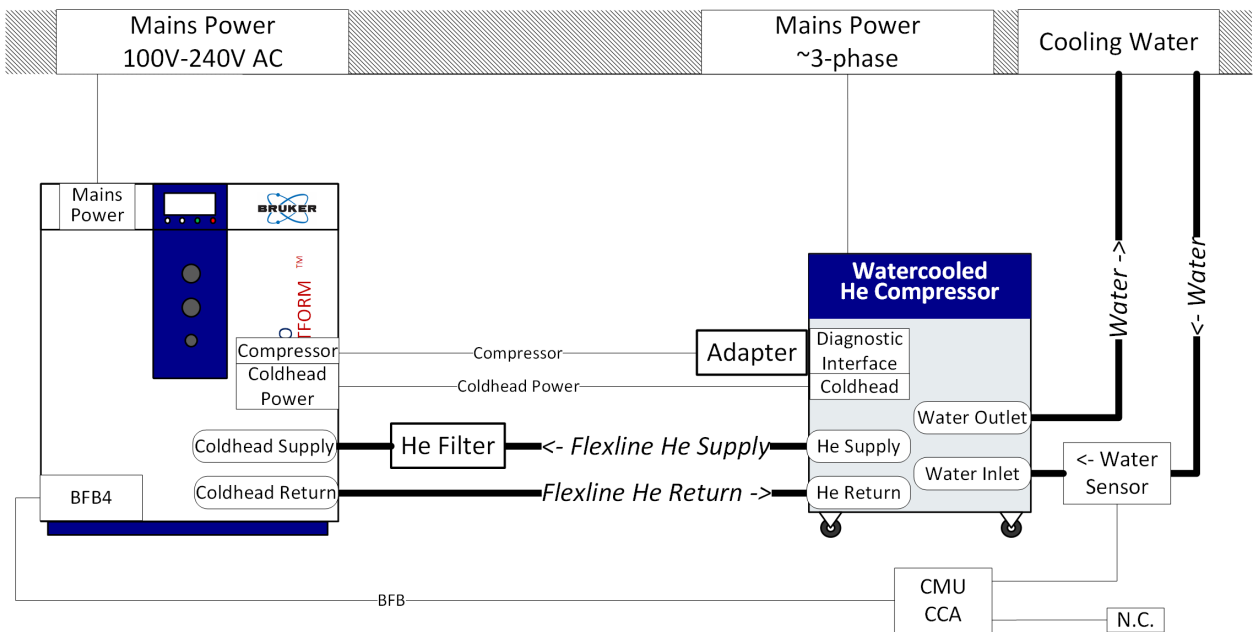 Mains Power
100V-240V AC
Mains Power
~3-phase
Cooling Water
Mains
Power
BRUKER
TFORM ™
O
Compressor
Coldhead
Power
Coldhead Supply
Coldhead Return
BFB4
Compressor
Coldhead Power
He Filter
<- Flexline He Supply
Flexline He Return ->
Adapter
Watercooled
He Compressor
Diagnostic
Interface
Coldhead
Water Outlet
He Supply
Water Inlet
He Return
Water ->
<- Water
<- Water
Sensor
BFB
CMU
CCA
N.C.